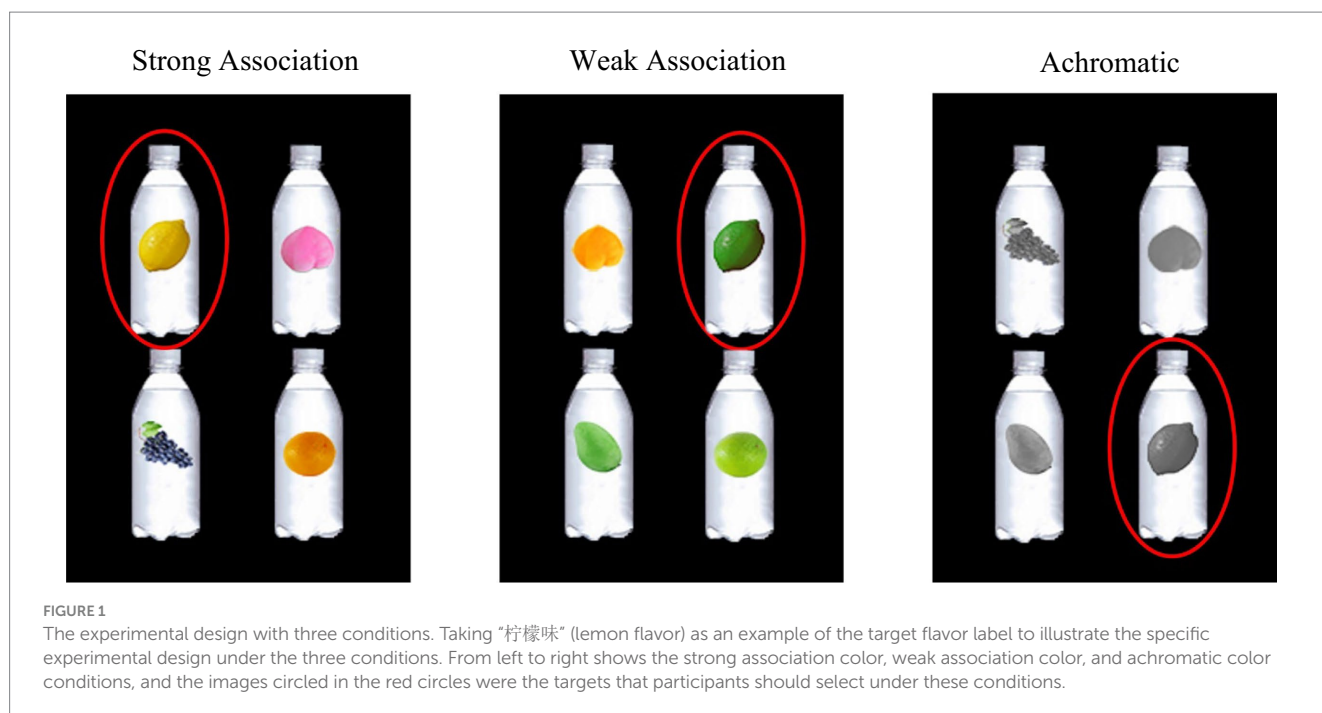 Strong Association
Weak Association
Achromatic
FIGURE 1
The experimental design with three conditions. Taking “柠檬味” (lemon flavor) as an example of the target flavor label to illustrate the specific
experimental design under the three conditions. From left to right shows the strong association color, weak association color, and achromatic color
conditions, and the images circled in the red circles were the targets that participants should select under these conditions.